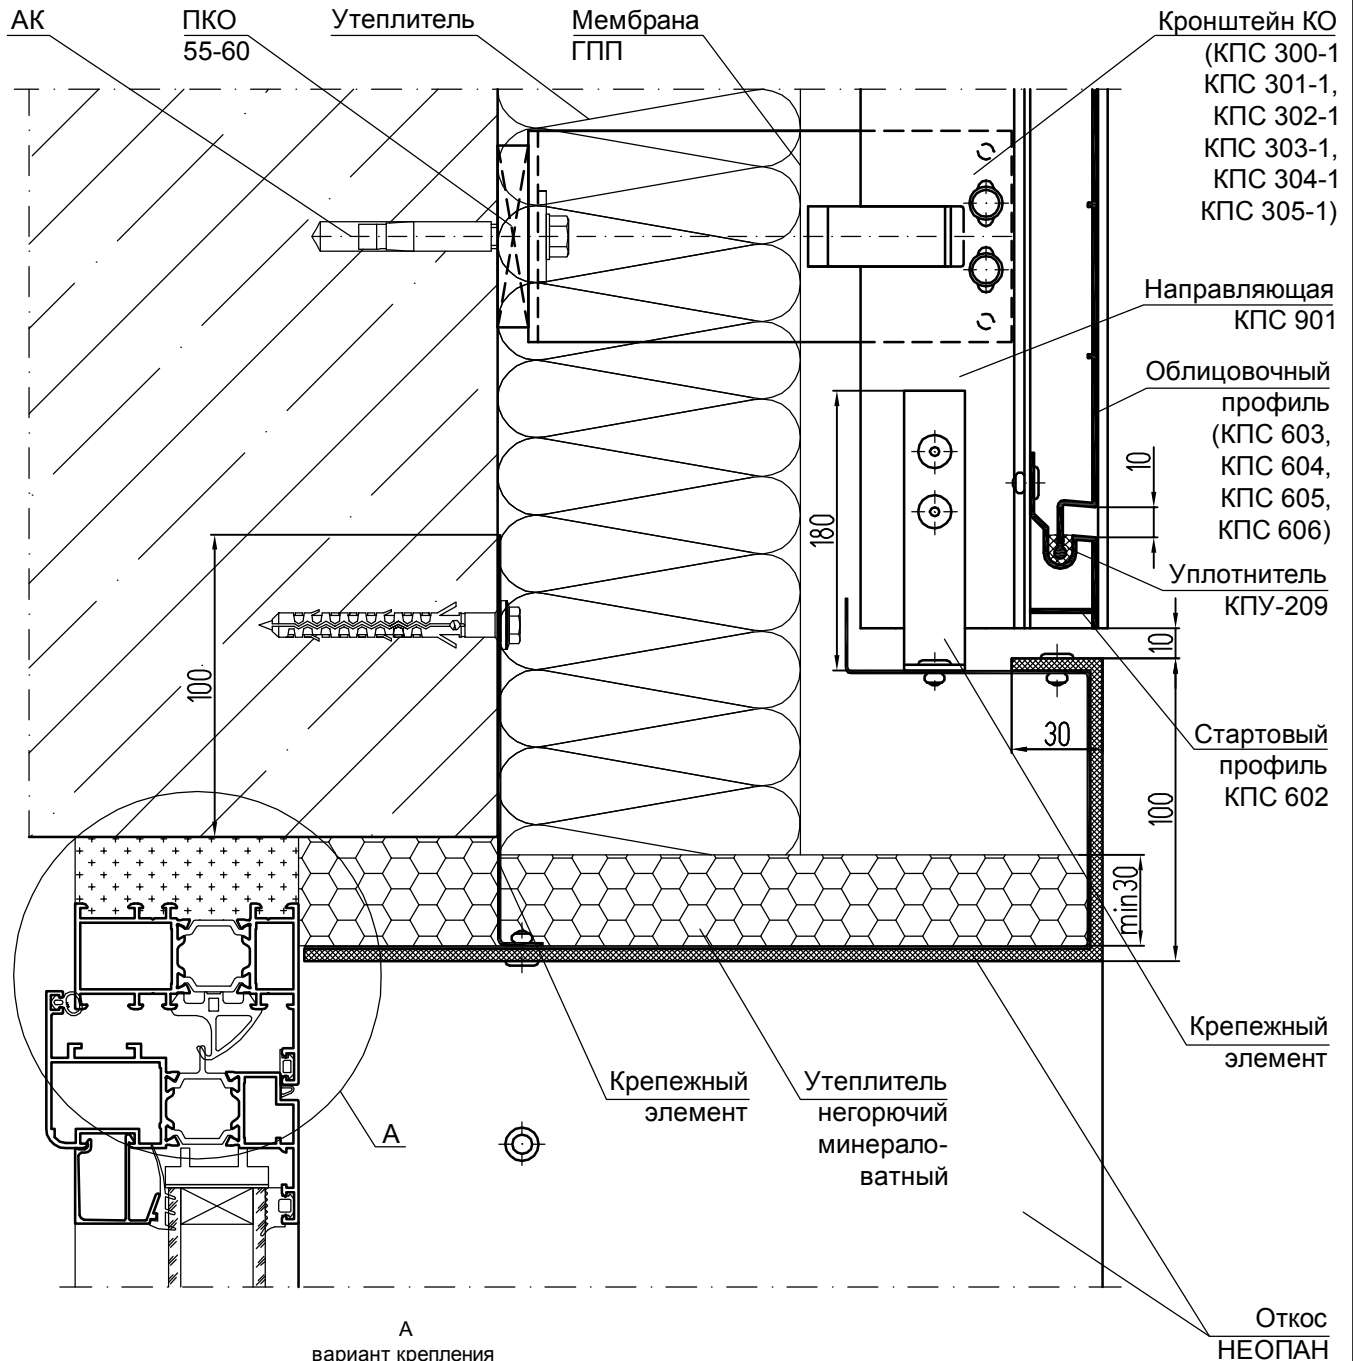 АК
ПКО
55-60
Утеплитель
Мембрана
ГПП
Кронштейн КО
(КПС 300-1
КПС 301-1,
КПС 302-1
КПС 303-1,
КПС 304-1
КПС 305-1)
Направляющая
КПС 901
Облицовочный
профиль
(КПС 603,
КПС 604,
КПС 605,
КПС 606)
10
180
Уплотнитель
КПУ-209
10
100
30
Стартовый
профиль
КПС 602
100
min30
Крепежный
элемент
Крепежный
элемент
Утеплитель
негорючий
минерало-
ватный
А
Откос
НЕОПАН
А
вариант крепления